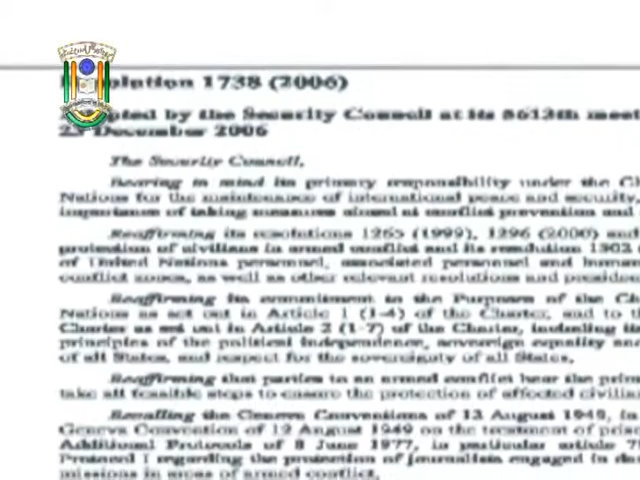 Resolution 1738 (2006)
Adopted by the Security Council at its 5613th meet
23 December 2006
The Security Council,
Bearing in mind its primary responsibility under the Ch
Nations for the maintenance of international peace and security,
importance of taking measures aimed at conflict prevention and
Reaffirming its resolutions 1265 (1999), 1296 (2000) and
protection of civilians in armed conflict and its resolution 1502
of United Nations personnel, associated personnel and human
conflict zones, as well as other relevant resolutions and presiden
Reaffirming its commitment to the Purposes of the Ch
Nations as set out in Article 1 (1-4) of the Charter, and to th
Charter as set out in Article 2 (1-7) of the Charter, including its
principles of the political independence, sovereign equality and
of all States, and respect for the sovereignty of all States,
Reaffirming that parties to an armed conflict bear the prim
take all feasible steps to ensure the protection of affected civilian
Recalling the Geneva Conventions of 12 August 1949, in
Geneva Convention of 12 August 1949 on the treatment of priso
Additional Protocols of 8 June 1977, in particular article 79
Protocol I regarding the protection of journalists engaged in dan
missions in areas of armed conflict,